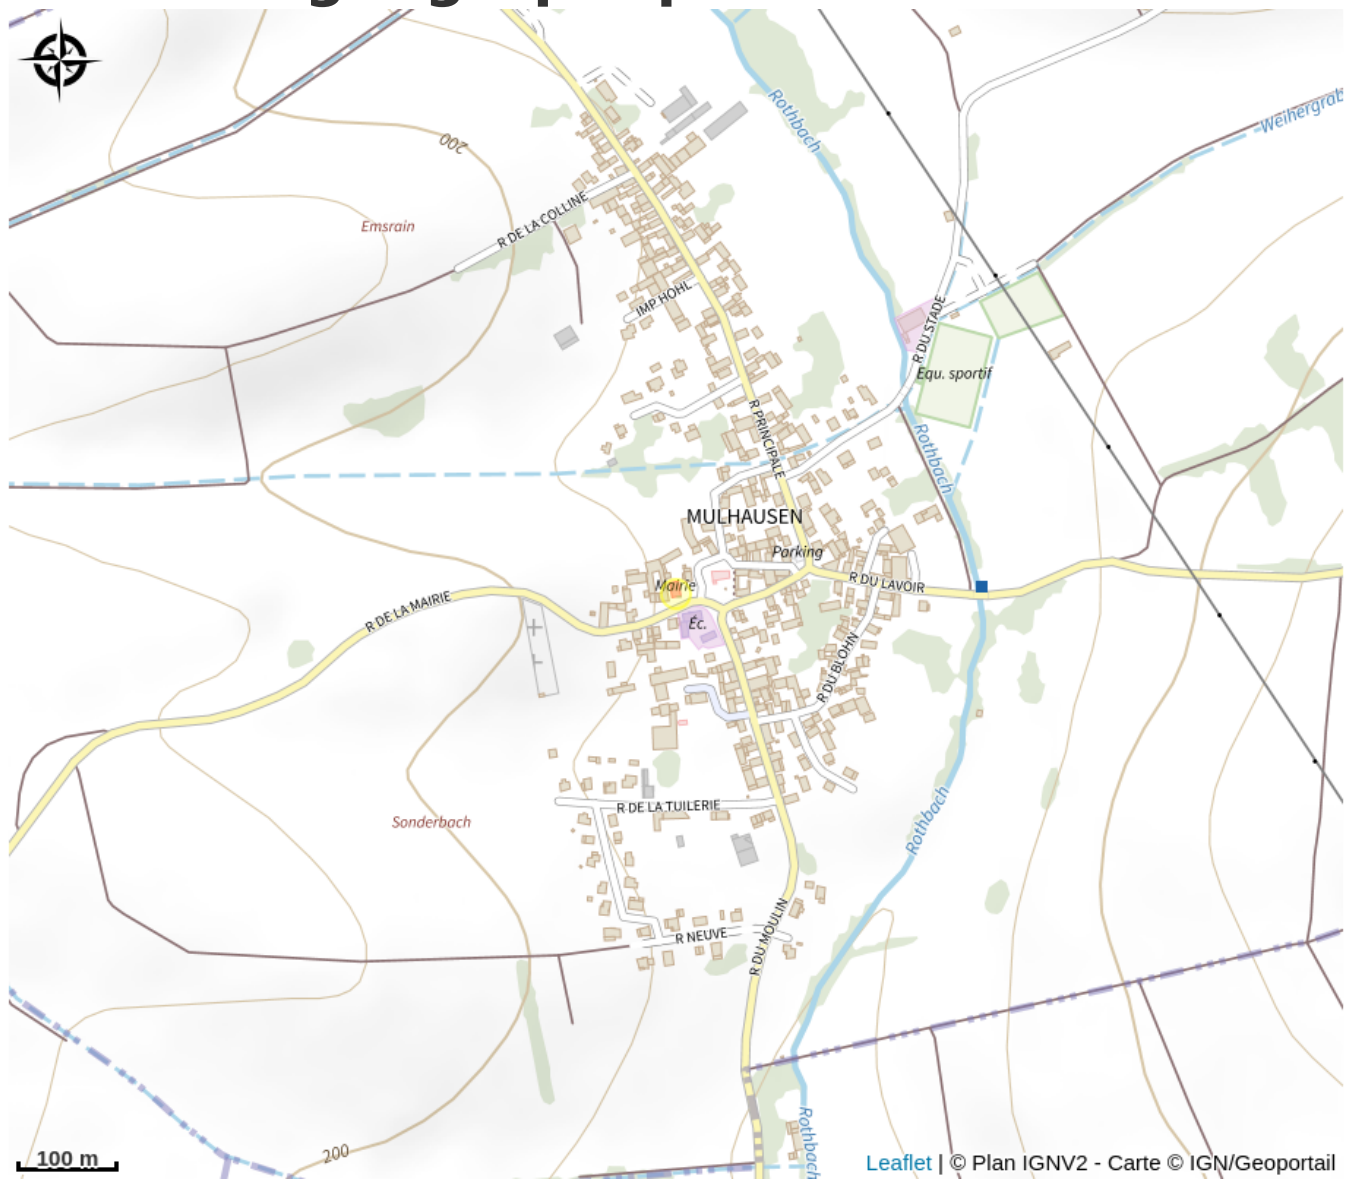 Rothbach
Weihergrab
200
R DE LA COLLINE
Emsrain
IMP HOHL
R DU STADE
Equ. sportif
R PRINCIPALE
Rothbach
MULHAUSEN
Parking
Mairie
R DU LAVOIR
R DE LA MAIRIE
Éc.
R DU BLOHN
R DE LA TUILERIE
Sonderbach
Rothbach
R NEUVE
R DU MOULIN
Rothbach
200
100 m
Leaflet | © Plan IGNV2 - Carte © IGN/Geoportail